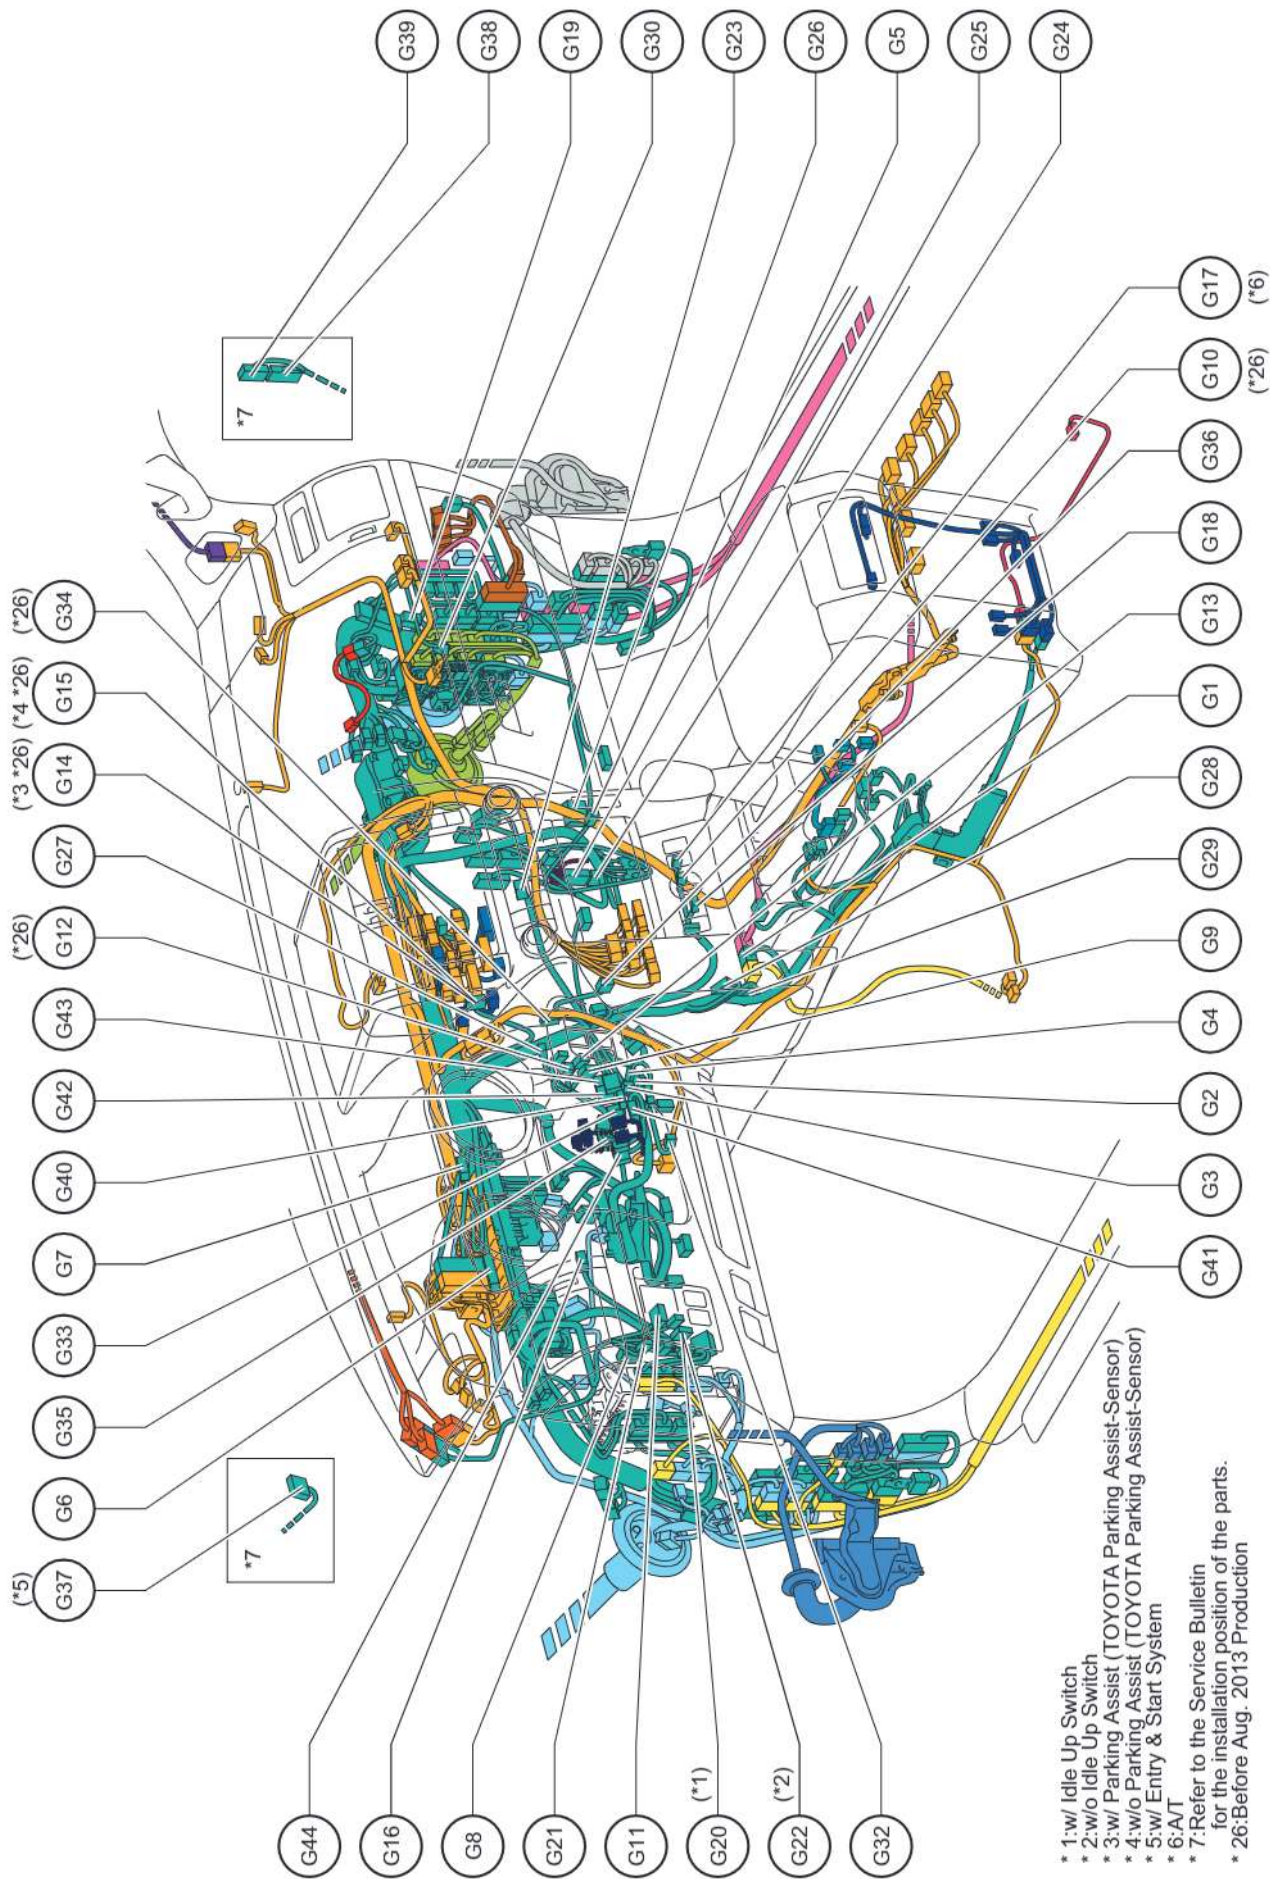 (*5)
(*26)
(*3 *26)
(*4 *26)
(*26)
G37
G6
G35
G33
G7
G40
G42
G43
G12
G27
G14
G15
G34
*7
*7
G44
G16
G8
G21
G11
G20
(*1)
G22
(*2)
G32
G39
G38
G19
G30
G23
G26
G5
G25
G24
G41
G3
G2
G4
G9
G29
G28
G1
G13
G18
G36
G10
(*26)
G17
(*6)
* 1:w/ Idle Up Switch
* 2:w/o Idle Up Switch
* 3:w/ Parking Assist (TOYOTA Parking Assist-Sensor)
* 4:w/o Parking Assist (TOYOTA Parking Assist-Sensor)
* 5:w/ Entry & Start System
* 6:A/T
* 7:Refer to the Service Bulletin
for the installation position of the parts.
* 26:Before Aug. 2013 Production